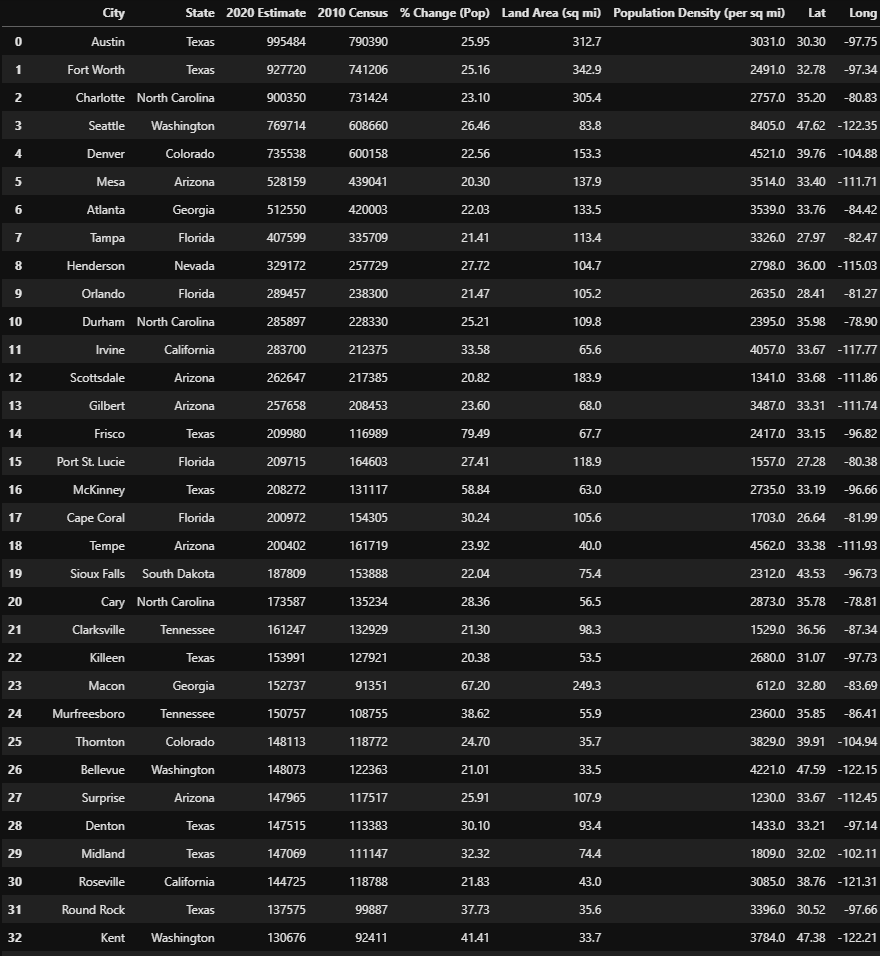 City State 2020 Estimate 2010 Census % Change (Pop) Land Area (sq mi) Population Density (per sq mi) Lat Long
0 Austin Texas 995484 790390 25.95 312.7 3031.0 30.30 -97.75
1 Fort Worth Texas 927720 741206 25.16 342.9 2491.0 32.78 -97.34
2 Charlotte North Carolina 900350 731424 23.10 305.4 2757.0 35.20 -80.83
3 Seattle Washington 769714 608660 26.46 83.8 8405.0 47.62 -122.35
4 Denver Colorado 735538 600158 22.56 153.3 4521.0 39.76 -104.88
5 Mesa Arizona 528159 439041 20.30 137.9 3514.0 33.40 -111.71
6 Atlanta Georgia 512550 420003 22.03 133.5 3539.0 33.76 -84.42
7 Tampa Florida 407599 335709 21.41 113.4 3326.0 27.97 -82.47
8 Henderson Nevada 329172 257729 27.72 104.7 2798.0 36.00 -115.03
9 Orlando Florida 289457 238300 21.47 105.2 2635.0 28.41 -81.27
10 Durham North Carolina 285897 228330 25.21 109.8 2395.0 35.98 -78.90
11 Irvine California 283700 212375 33.58 65.6 4057.0 33.67 -117.77
12 Scottsdale Arizona 262647 217385 20.82 183.9 1341.0 33.68 -111.86
13 Gilbert Arizona 257658 208453 23.60 68.0 3487.0 33.31 -111.74
14 Frisco Texas 209980 116989 79.49 67.7 2417.0 33.15 -96.82
15 Port St. Lucie Florida 209715 164603 27.41 118.9 1557.0 27.28 -80.38
16 McKinney Texas 208272 131117 58.84 63.0 2735.0 33.19 -96.66
17 Cape Coral Florida 200972 154305 30.24 105.6 1703.0 26.64 -81.99
18 Tempe Arizona 200402 161719 23.92 40.0 4562.0 33.38 -111.93
19 Sioux Falls South Dakota 187809 153888 22.04 75.4 2312.0 43.53 -96.73
20 Cary North Carolina 173587 135234 28.36 56.5 2873.0 35.78 -78.81
21 Clarksville Tennessee 161247 132929 21.30 98.3 1529.0 36.56 -87.34
22 Killeen Texas 153991 127921 20.38 53.5 2680.0 31.07 -97.73
23 Macon Georgia 152737 91351 67.20 249.3 612.0 32.80 -83.69
24 Murfreesboro Tennessee 150757 108755 38.62 55.9 2360.0 35.85 -86.41
25 Thornton Colorado 148113 118772 24.70 35.7 3829.0 39.91 -104.94
26 Bellevue Washington 148073 122363 21.01 33.5 4221.0 47.59 -122.15
27 Surprise Arizona 147965 117517 25.91 107.9 1230.0 33.67 -112.45
28 Denton Texas 147515 113383 30.10 93.4 1433.0 33.21 -97.14
29 Midland Texas 147069 111147 32.32 74.4 1809.0 32.02 -102.11
30 Roseville California 144725 118788 21.83 43.0 3085.0 38.76 -121.31
31 Round Rock Texas 137575 99887 37.73 35.6 3396.0 30.52 -97.66
32 Kent Washington 130676 92411 41.41 33.7 3784.0 47.38 -122.21